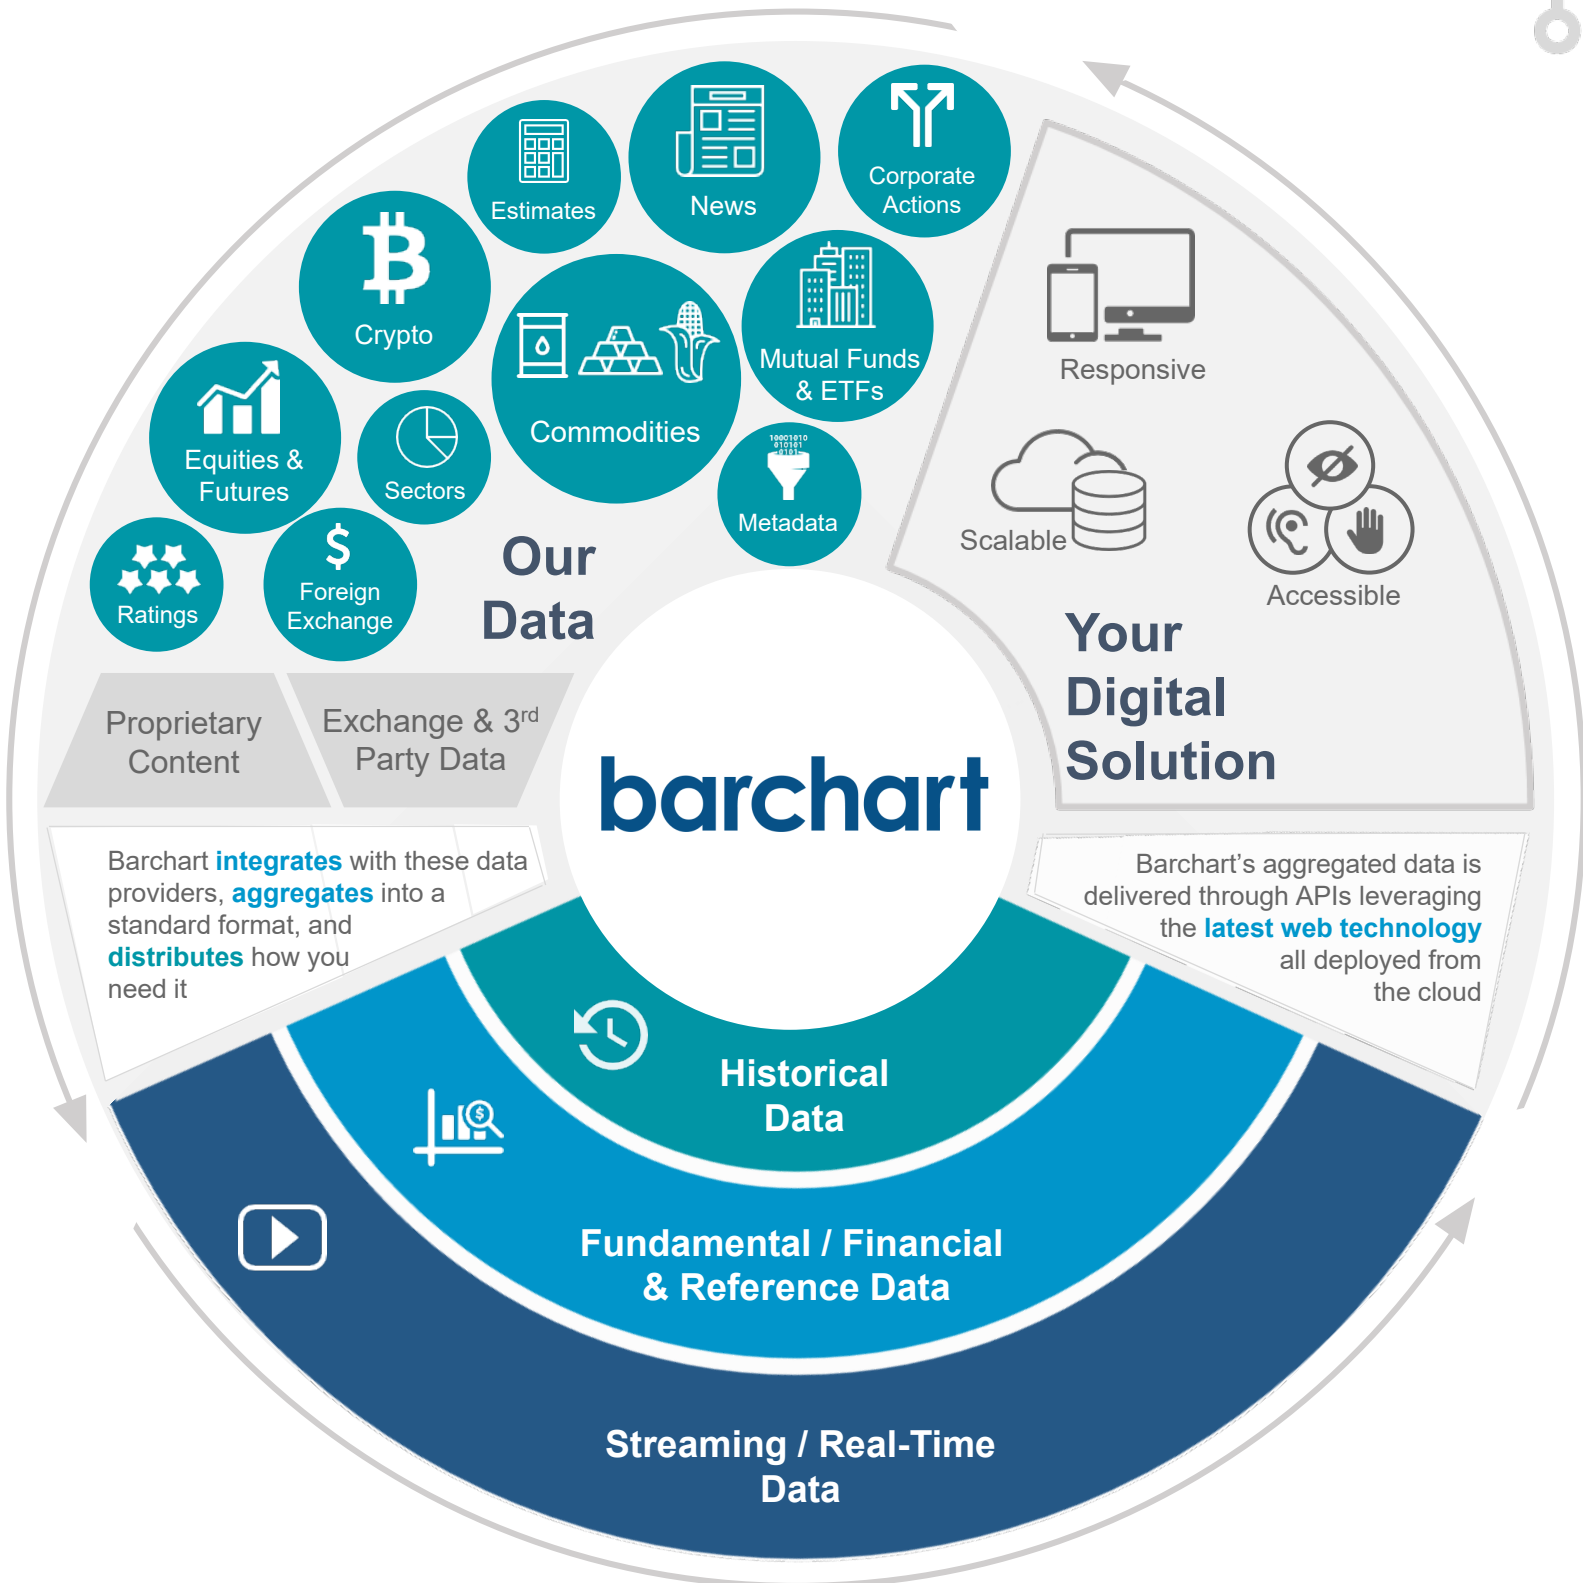 Estimates
News
Corporate
Actions
Crypto
Commodities
Mutual Funds
& ETFs
Equities &
Futures
Sectors
10001010
010101
0101
Metadata
Ratings
$
Foreign
Exchange
Our
Data
Proprietary
Content
Exchange & 3rd
Party Data
Responsive
Scalable
Accessible
Your
Digital
Solution
barchart
Barchart integrates with these data
providers, aggregates into a
standard format, and
distributes how you
need it
Barchart’s aggregated data is
delivered through APIs leveraging
the latest web technology
all deployed from
the cloud
Historical
Data
$
Fundamental / Financial
& Reference Data
Streaming / Real-Time
Data